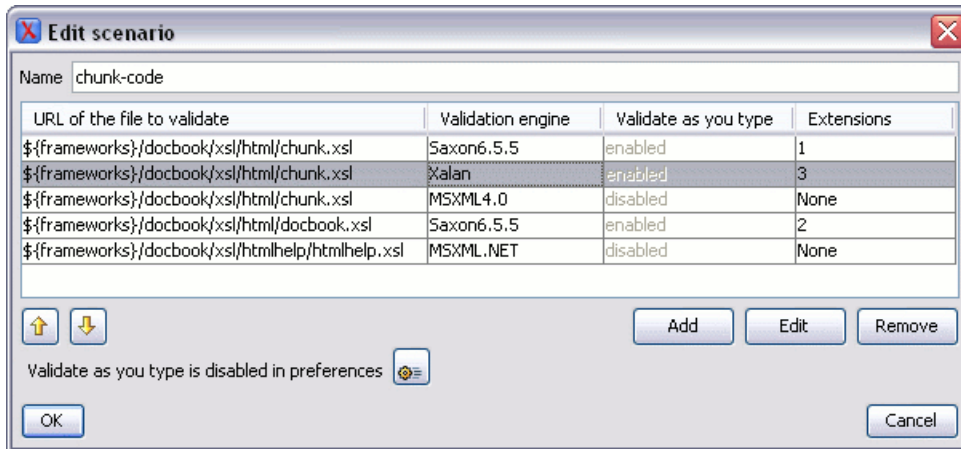 Edit scenario
Name chunk-code
URL of the file to validate Validation engine Validate as you type Extensions
${frameworks}/docbook/xsl/html/chunk.xsl Saxon6.5.5 enabled 1
${frameworks}/docbook/xsl/html/chunk.xsl Xalan enabled 3
${frameworks}/docbook/xsl/html/chunk.xsl MSXML4.0 disabled None
${frameworks}/docbook/xsl/html/docbook.xsl Saxon6.5.5 enabled 2
${frameworks}/docbook/xsl/htmlhelp/htmlhelp.xsl MSXML.NET disabled None
Add Edit Remove
Validate as you type is disabled in preferences
OK Cancel